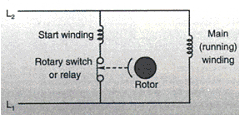 L2
Start winding
Main
(running)
winding
Rotary switch
or relay
Rotor
L1